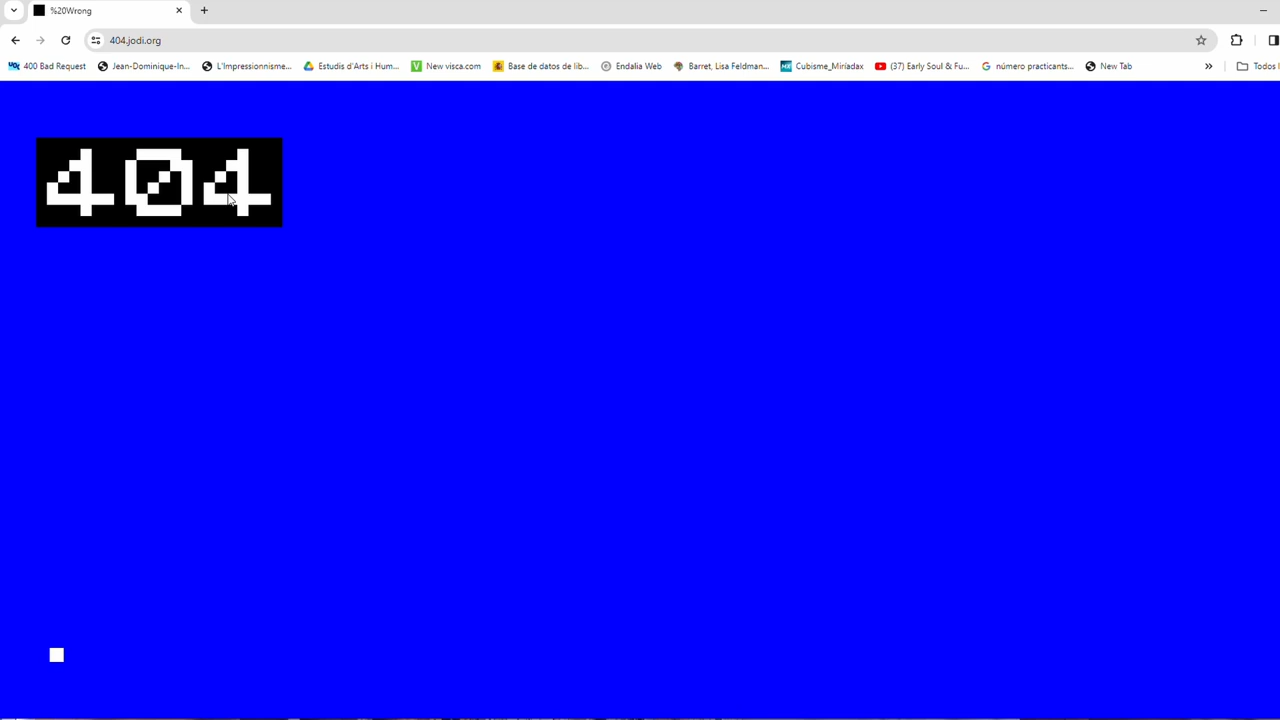 %20Wrong
404.jodi.org
400 Bad Request
Jean-Dominique-In...
L'Impressionnisme...
Estudis d'Arts i Hum...
New visca.com
Base de datos de lib...
Endalia Web
Barret, Lisa Feldman...
Cubisme_Miríadax
(37) Early Soul & Fu...
número practicants...
New Tab
»
Todos l
404